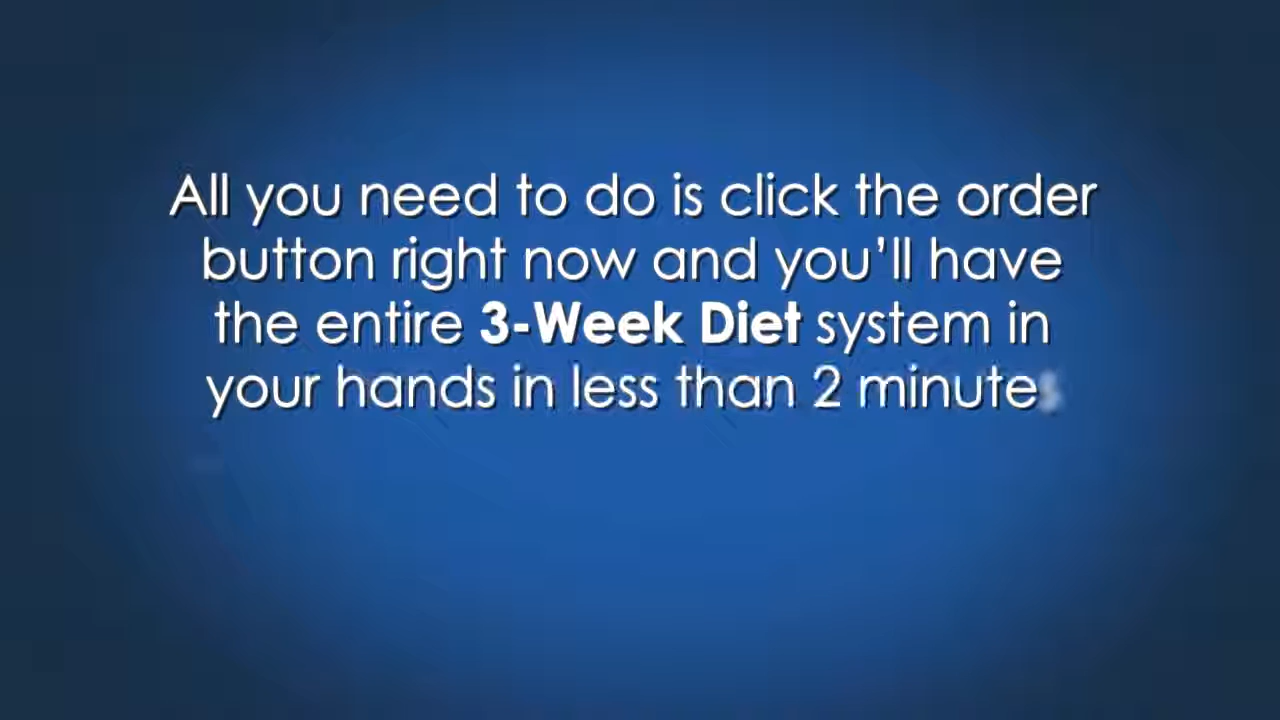 All you need to do is click the order
button right now and you’ll have
the entire 3-Week Diet system in
your hands in less than 2 minutes